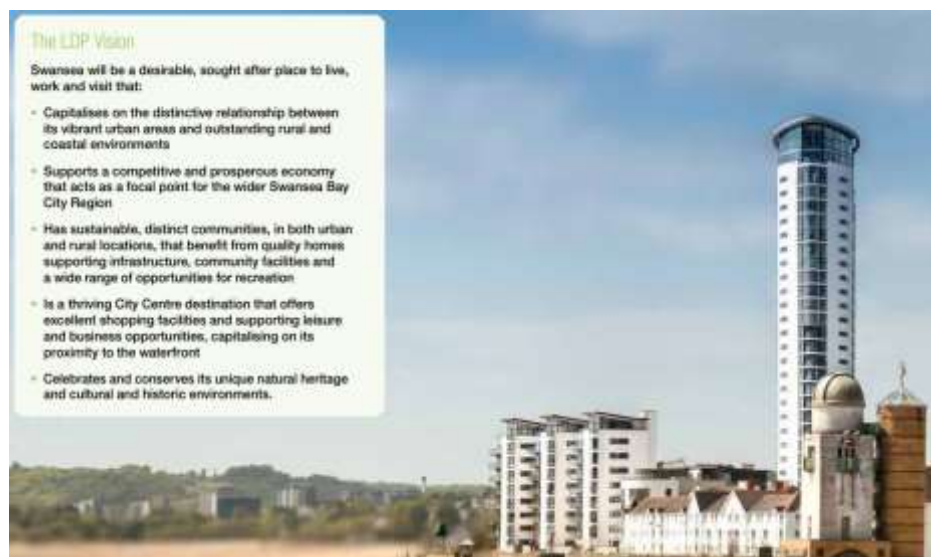 The LDP Vision
Swansea will be a desirable, sought after place to live,
work and visit that:
• Capitalises on the distinctive relationship between
its vibrant urban areas and outstanding rural and
coastal environments
• Supports a competitive and prosperous economy
that acts as a focal point for the wider Swansea Bay
City Region
• Has sustainable, distinct communities, in both urban
and rural locations, that benefit from quality homes
supporting infrastructure, community facilities and
a wide range of opportunities for recreation
• Is a thriving City Centre destination that offers
excellent shopping facilities and supporting leisure
and business opportunities, capitalising on its
proximity to the waterfront
• Celebrates and conserves its unique natural heritage
and cultural and historic environments.